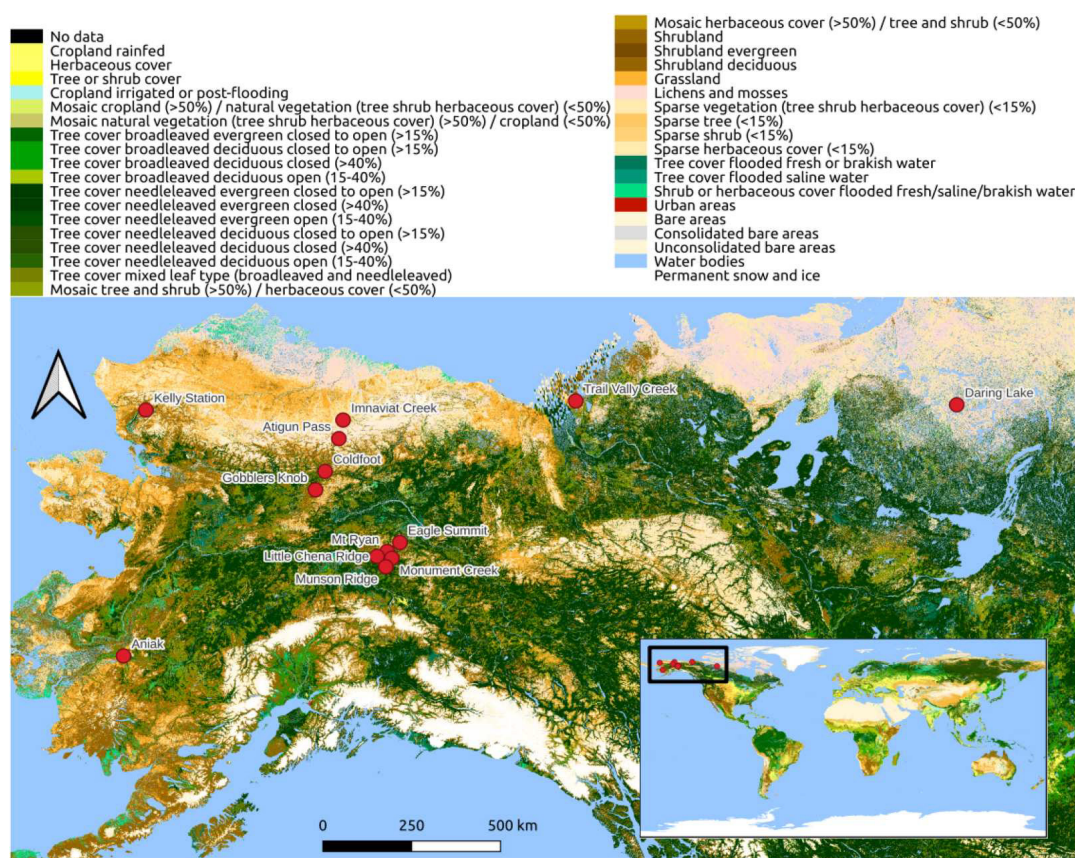 No data
Cropland rainfed
Herbaceous cover
Tree or shrub cover
Cropland irrigated or post-flooding
Mosaic cropland (>50%) / natural vegetation (tree shrub herbaceous cover) (<50%)
Mosaic natural vegetation (tree shrub herbaceous cover) (>50%) / cropland (<50%)
Tree cover broadleaved evergreen closed to open (>15%)
Tree cover broadleaved deciduous closed to open (>15%)
Tree cover broadleaved deciduous closed (>40%)
Tree cover broadleaved deciduous open (15-40%)
Tree cover needleleaved evergreen closed to open (>15%)
Tree cover needleleaved evergreen closed (>40%)
Tree cover needleleaved evergreen open (15-40%)
Tree cover needleleaved deciduous closed to open (>15%)
Tree cover needleleaved deciduous closed (>40%)
Tree cover needleleaved deciduous open (15-40%)
Tree cover mixed leaf type (broadleaved and needleleaved)
Mosaic tree and shrub (>50%) / herbaceous cover (<50%)
Mosaic herbaceous cover (>50%) / tree and shrub (<50%)
Shrubland
Shrubland evergreen
Shrubland deciduous
Grassland
Lichens and mosses
Sparse vegetation (tree shrub herbaceous cover) (<15%)
Sparse tree (<15%)
Sparse shrub (<15%)
Sparse herbaceous cover (<15%)
Tree cover flooded fresh or brakish water
Tree cover flooded saline water
Shrub or herbaceous cover flooded fresh/saline/brakish water
Urban areas
Bare areas
Consolidated bare areas
Unconsolidated bare areas
Water bodies
Permanent snow and ice
Trail Vally Creek
Daring Lake
Kelly Station
Imnaviat Creek
Atigun Pass
Coldfoot
Gobblers Knob
Eagle Summit
Mt Ryan
Little Chena Ridge
Monument Creek
Munson Ridge
Aniak
0 250 500 km